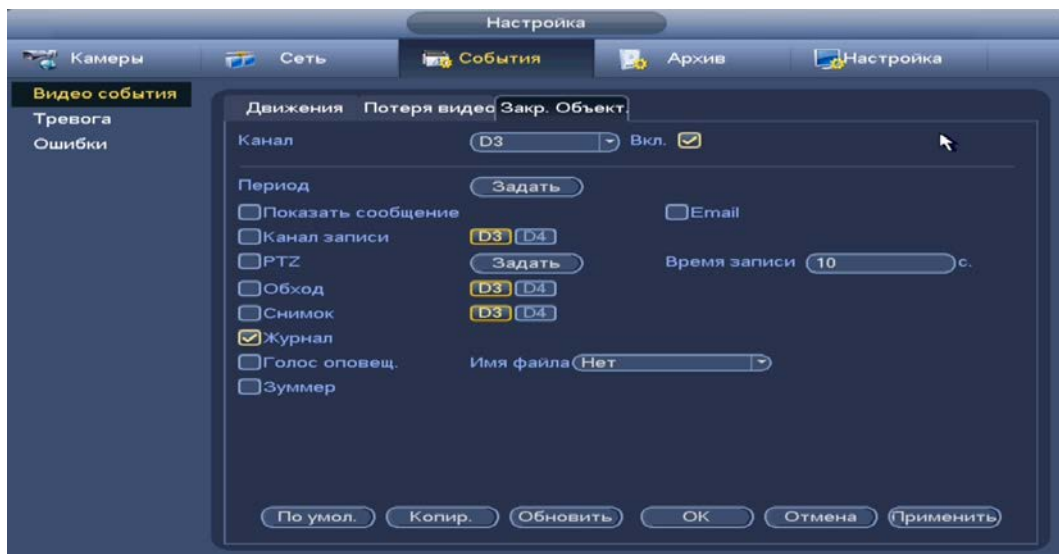 Настройка
Камеры Сеть События Архив Настройка
Видео события
Тревога
Ошибки
Движения Потеря видео Закр. Объект.
Канал D3 Вкл.
Период Задать
Показать сообщение Email
Канал записи D3 D4
PTZ Задать Время записи 10 с.
Обход D3 D4
Снимок D3 D4
Журнал
Голос оповещ. Имя файла Нет
Зуммер
По умол. Копир. Обновить OK Отмена Применить